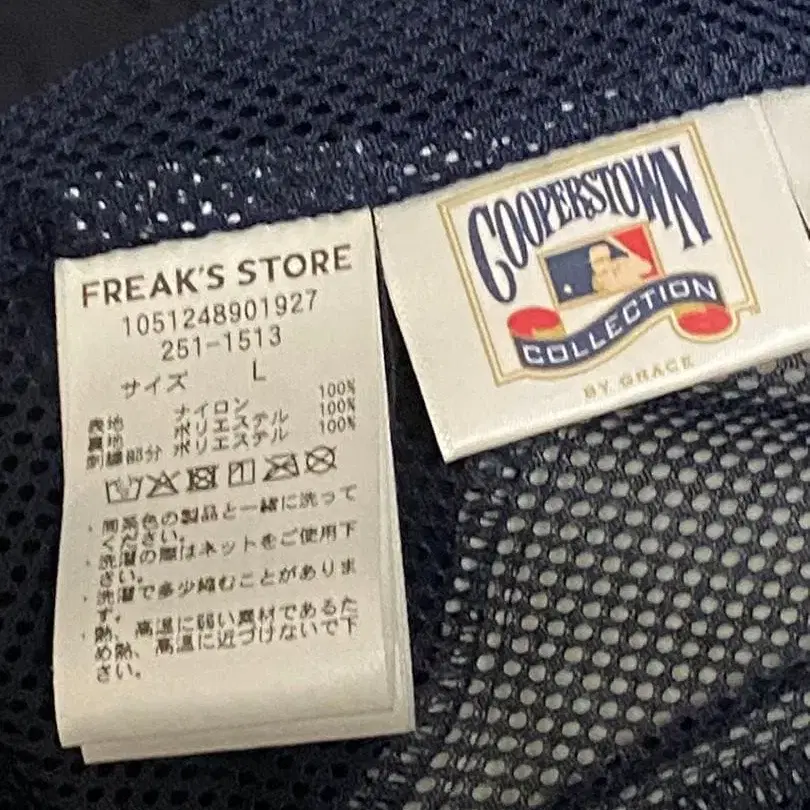 FREAK'S STORE
1051248901927
251-1513
サイズ L
表地 ナイロン 100%
裏地 ポリエステル 100%
刺繍部分 ポリエステル 100%
・同系色の製品と一緒に洗って
ください。
・洗濯の際はネットをご使用下
さい。
・洗濯で多少縮むことがありま
す。
・熱、高温に弱い素材であるた
め熱、高温に近づけないで下
さい。
COOPERSTOWN
COLLECTION
BY GRACE